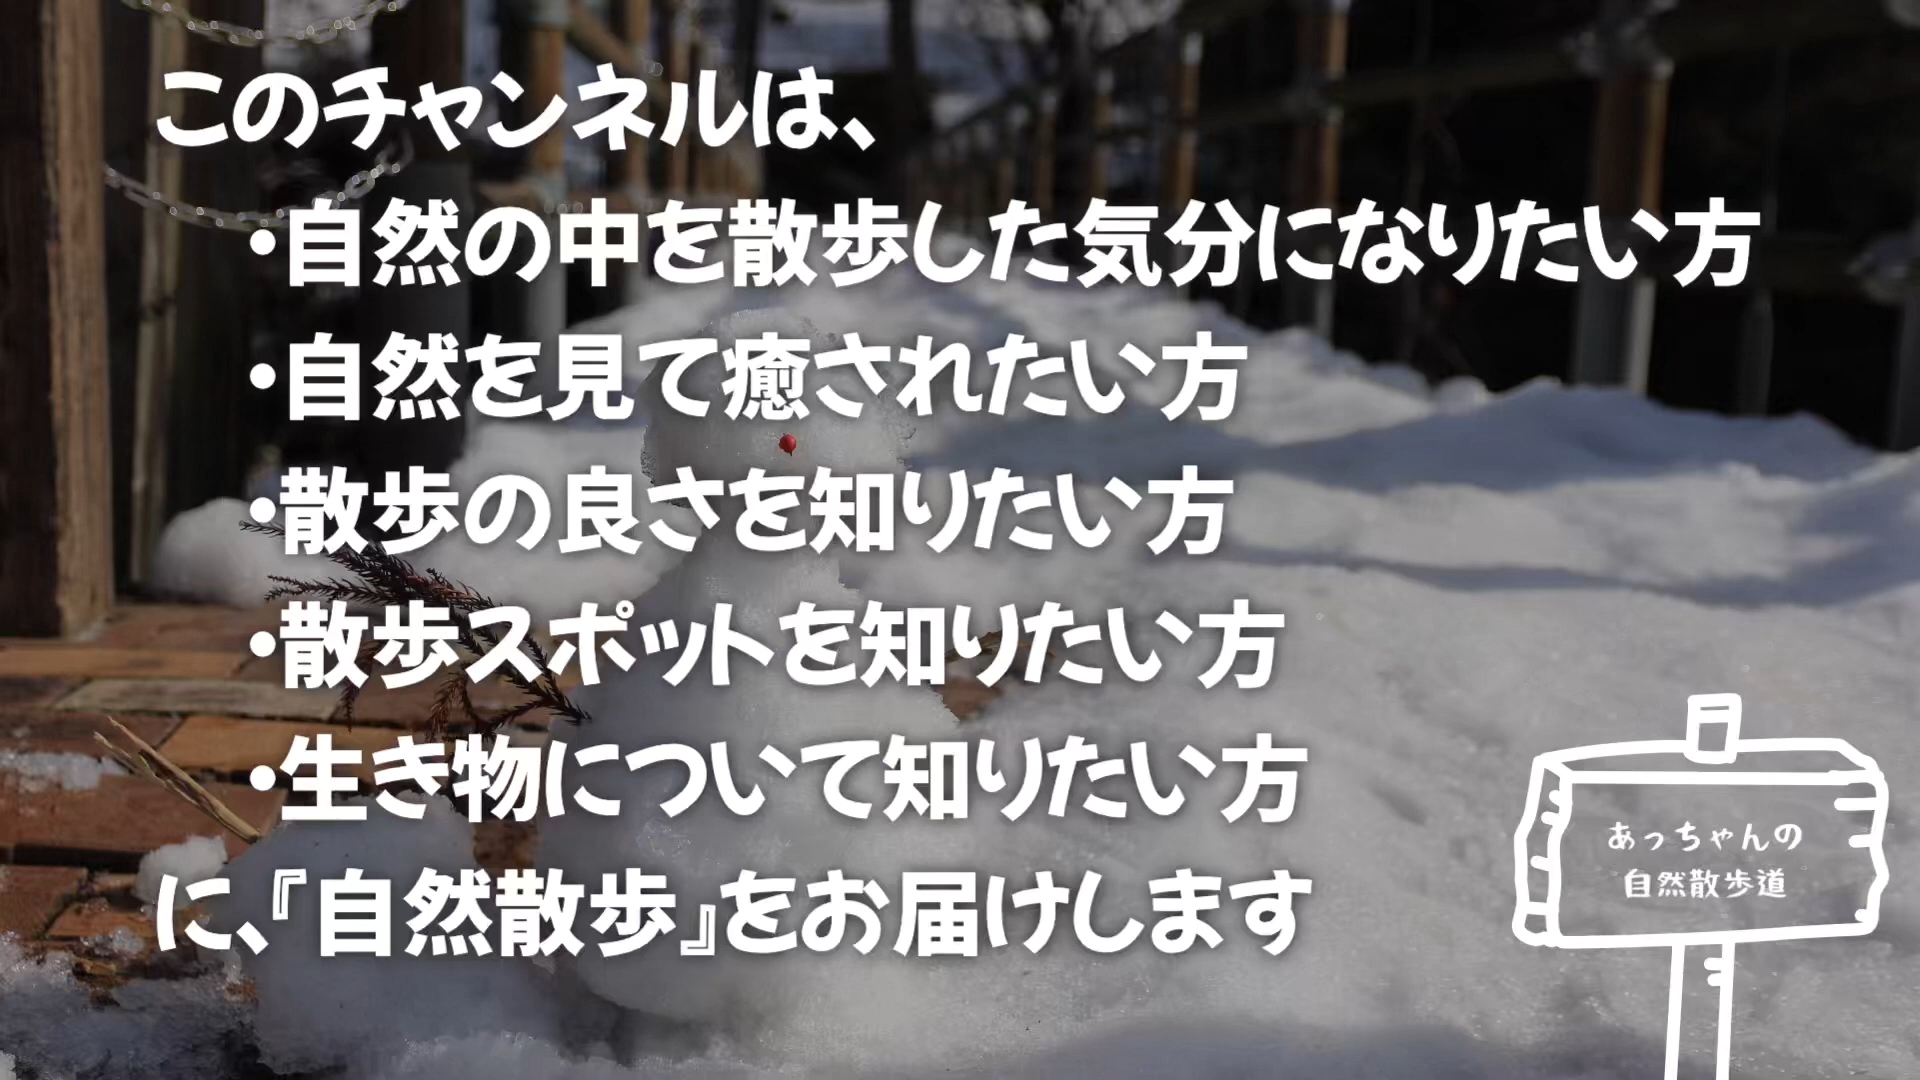 このチャンネルは、
・自然の中を散歩した気分になりたい方
・自然を見て癒されたい方
・散歩の良さを知りたい方
・散歩スポットを知りたい方
・生き物について知りたい方
に、『自然散歩』をお届けします
あっちゃんの
自然散歩道